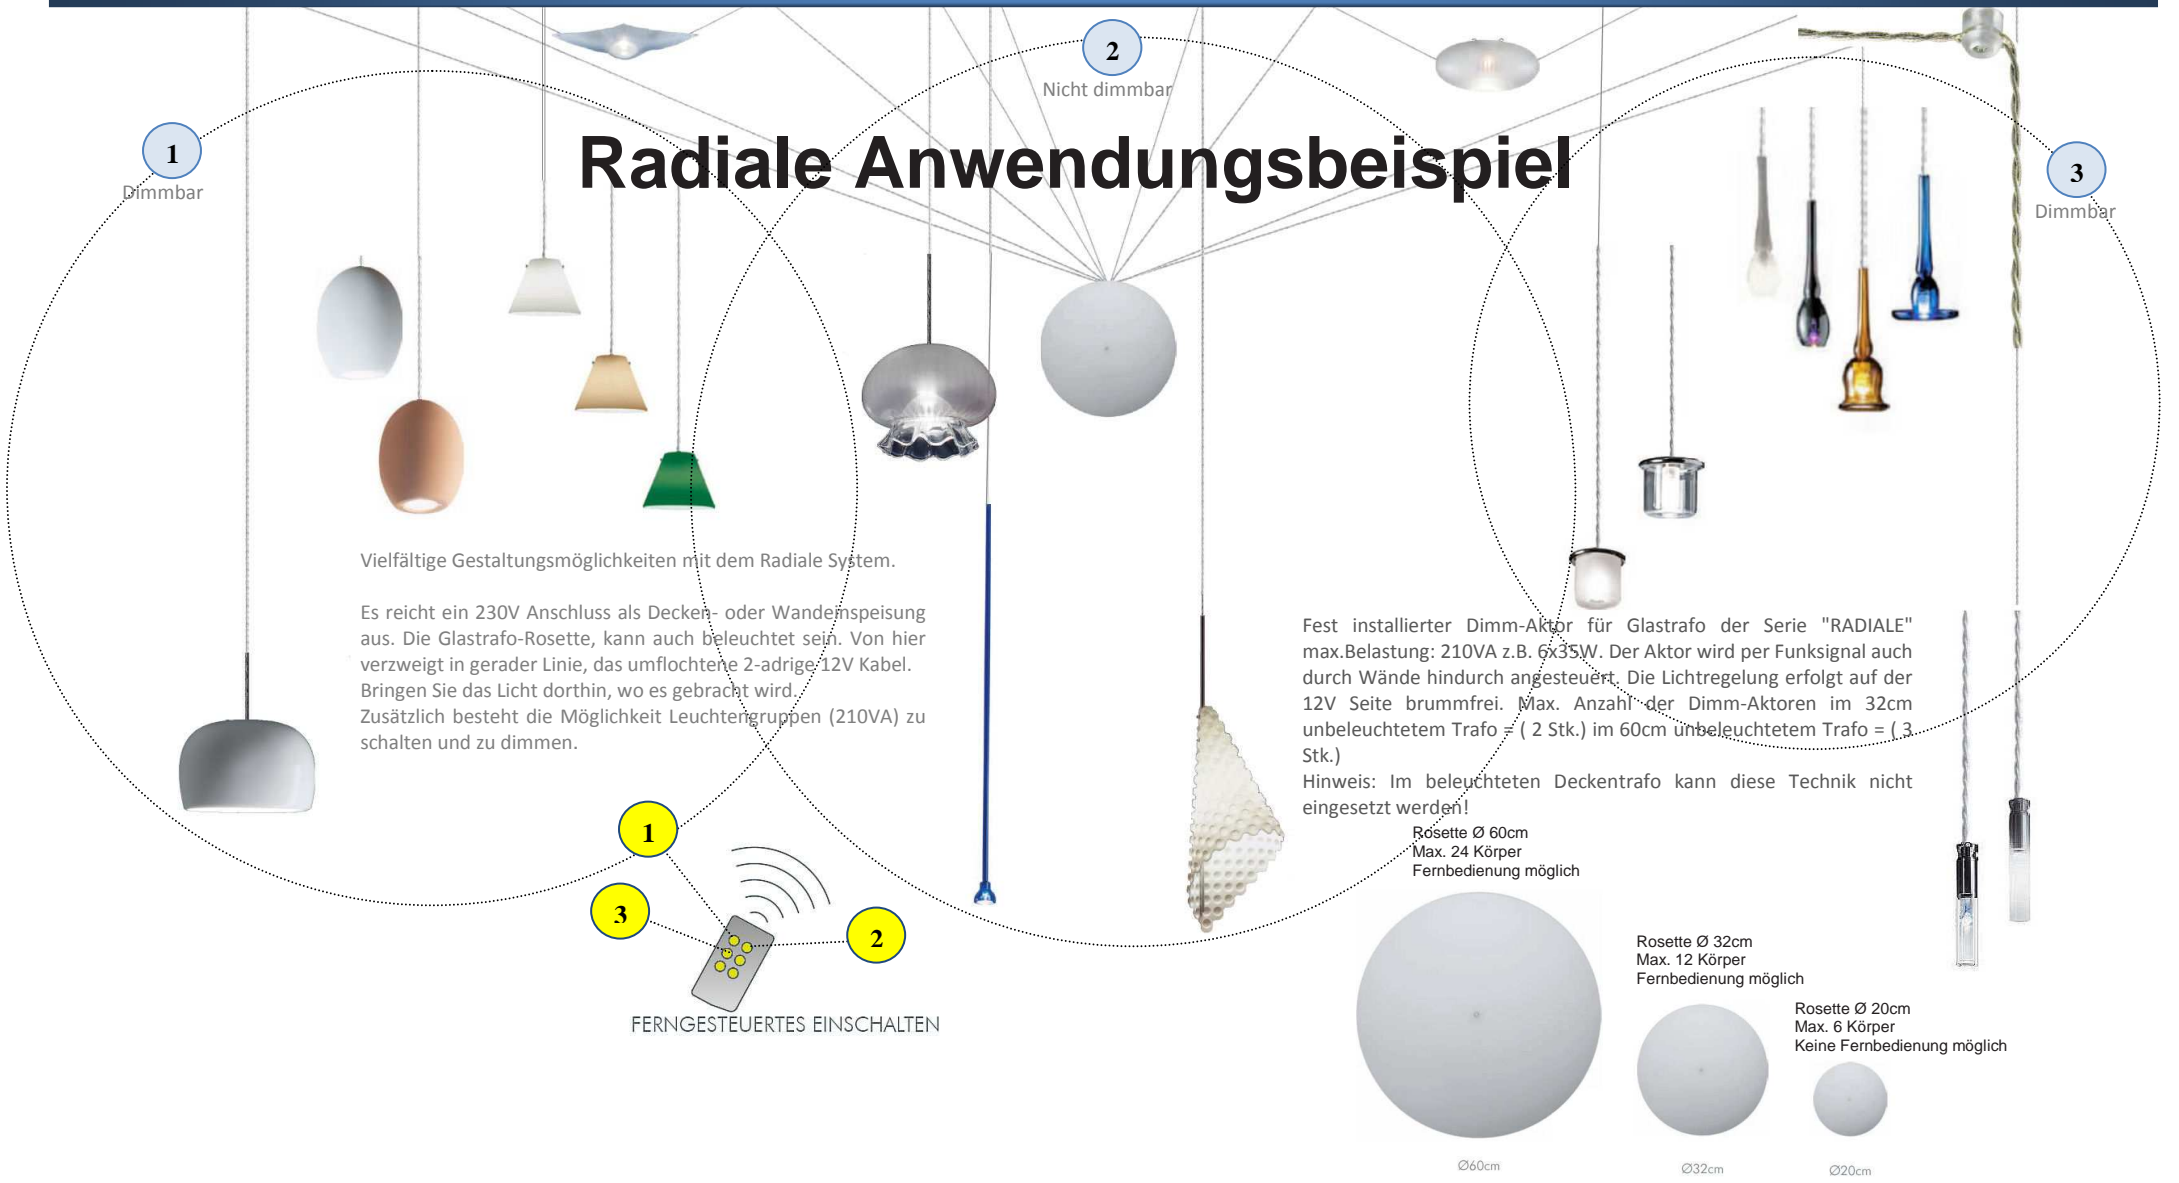 2
Nicht dimmbar
Radiale Anwendungsbeispiel
1
Dimmbar
3
Dimmbar
Vielfältige Gestaltungsmöglichkeiten mit dem Radiale System.
Es reicht ein 230V Anschluss als Decken- oder Wandeinspeisung
aus. Die Glastrafo-Rosette, kann auch beleuchtet sein. Von hier
verzweigt in gerader Linie, das umflochtene 2-adrige 12V Kabel.
Bringen Sie das Licht dorthin, wo es gebracht wird.
Zusätzlich besteht die Möglichkeit Leuchtengruppen (210VA) zu
schalten und zu dimmen.
Fest installierter Dimm-Aktor für Glastrafo der Serie "RADIALE"
max.Belastung: 210VA z.B. 6x35W. Der Aktor wird per Funksignal auch
durch Wände hindurch angesteuert. Die Lichtregelung erfolgt auf der
12V Seite brummfrei. Max. Anzahl der Dimm-Aktoren im 32cm
unbeleuchtetem Trafo = ( 2 Stk.) im 60cm unbeleuchtetem Trafo = ( 3
Stk.)
Hinweis: Im beleuchteten Deckentrafo kann diese Technik nicht
eingesetzt werden!
1
3
2
FERNGESTEUERTES EINSCHALTEN
Rosette Ø 60cm
Max. 24 Körper
Fernbedienung möglich
Rosette Ø 32cm
Max. 12 Körper
Fernbedienung möglich
Rosette Ø 20cm
Max. 6 Körper
Keine Fernbedienung möglich
Ø60cm
Ø32cm
Ø20cm